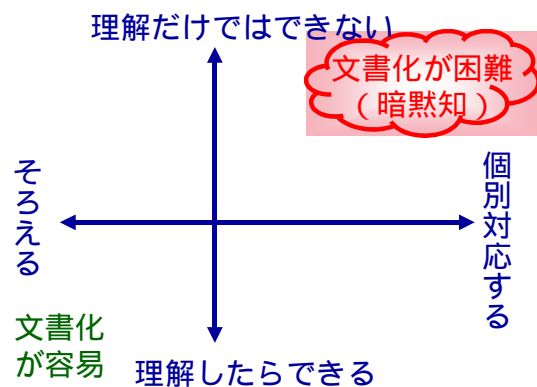 理解だけではできない
文書化が困難
（暗黙知）
そろえる
個別対応する
文書化
が容易
理解したらできる